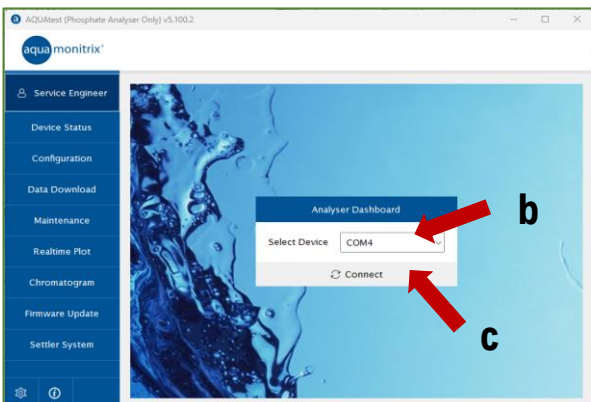 AQUAtest (Phosphate Analyser Only) v5.100.2
aqua monitrix
Service Engineer
Device Status
Configuration
Data Download
Maintenance
Realtime Plot
Chromatogram
Firmware Update
Settler System
Analyser Dashboard
Select Device COM4
Connect
b
c